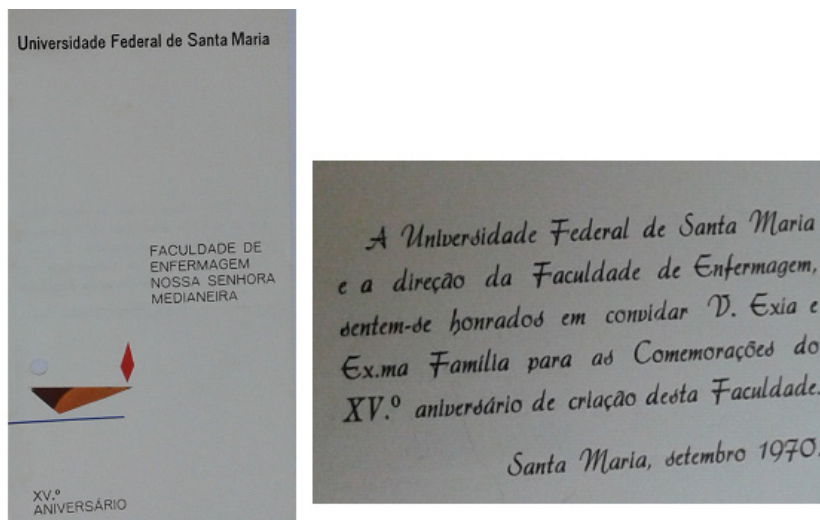 Universidade Federal de Santa Maria
FACULDADE DE
ENFERMAGEM
NOSSA SENHORA
MEDIANEIRA
XV.º
ANIVERSÁRIO
A Universidade Federal de Santa Maria
e a direção da Faculdade de Enfermagem,
sentem-se honrados em convidar V. Exia e
Ex.ma Família para as Comemorações do
XV.º aniversário de criação desta Faculdade.
Santa Maria, setembro 1970.